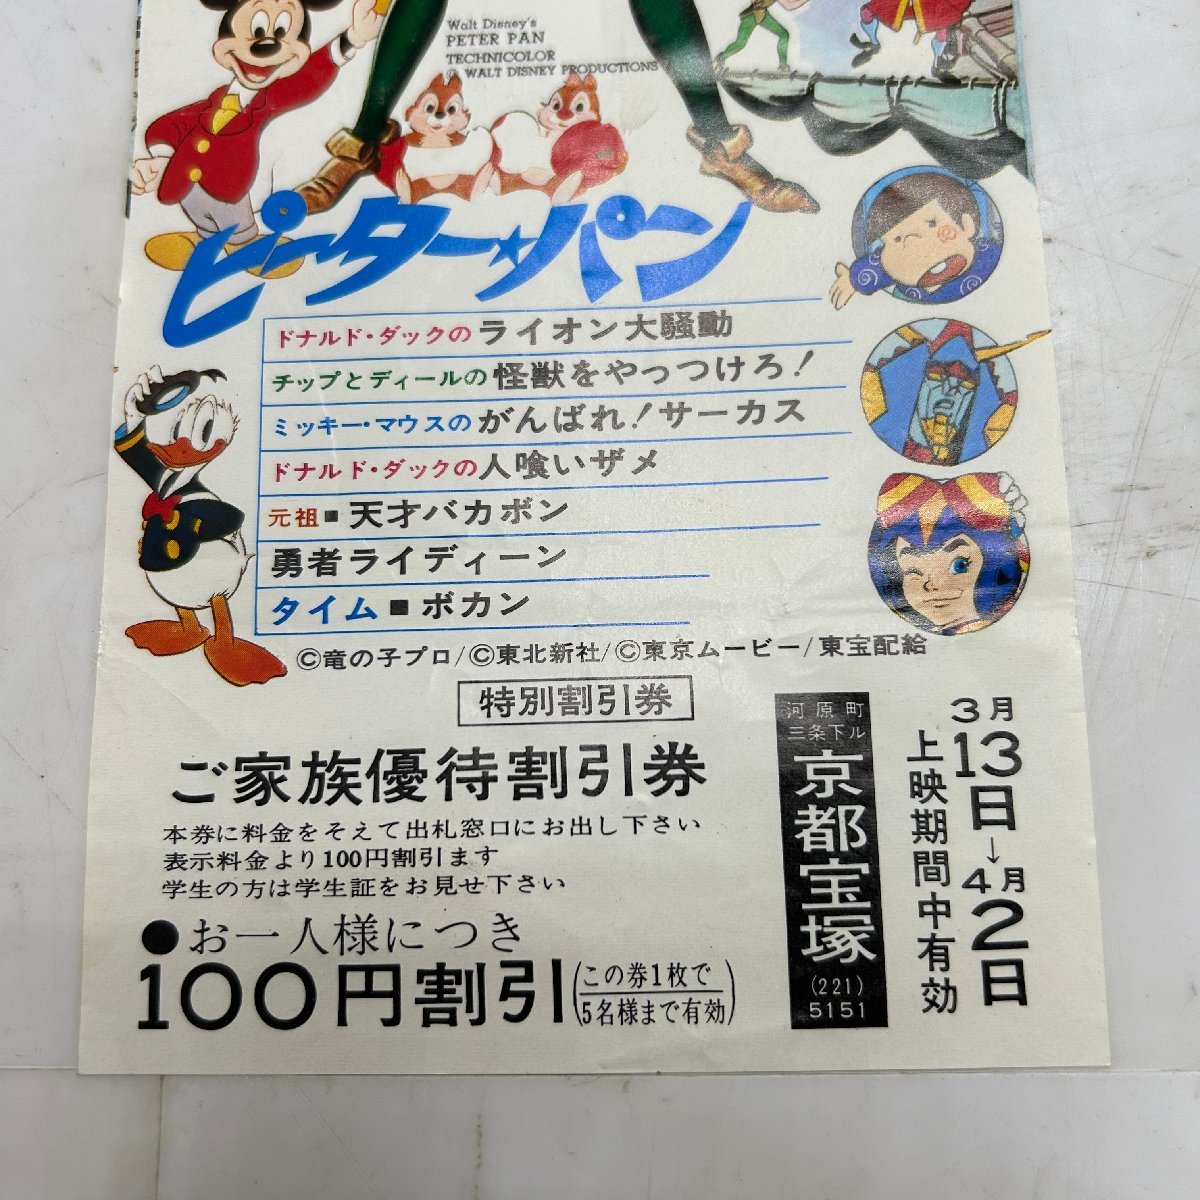 Walt Disney's
PETER PAN
TECHNICOLOR
© WALT DISNEY PRODUCTIONS
ピーター★パン
ドナルド・ダックのライオン大騒動
チップとディールの怪獣をやっつけろ!
ミッキー・マウスのがんばれ!サーカス
ドナルド・ダックの人喰いザメ
元祖■天才バカボン
勇者ライディーン
タイム■ボカン
©竜の子プロ/©東北新社/©東京ムービー/東宝配給
特別割引券
ご家族優待割引券
本券に料金をそえて出札窓口にお出し下さい
表示料金より100円割引ます
学生の方は学生証をお見せ下さい
●お一人様につき
100円割引(この券1枚で
5名様まで有効)
河原町
三条下ル
京都宝塚
(221)
5151
3月13日→4月2日
上映期間中有効